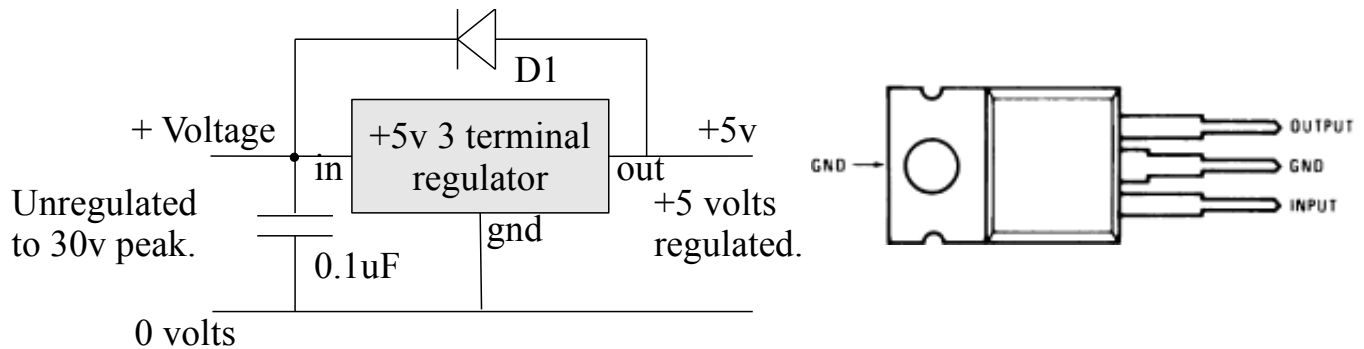 D1
+ Voltage
+5v 3 terminal
regulator
+5v
in
out
gnd
Unregulated
to 30v peak.
0.1uF
+5 volts
regulated.
0 volts
GND
OUTPUT
GND
INPUT